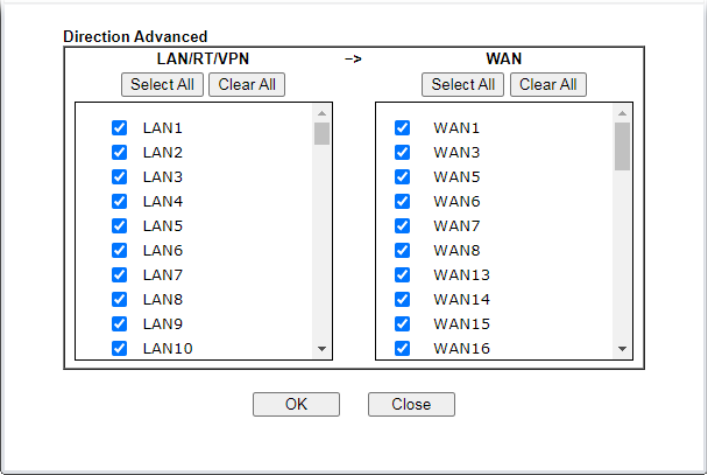 Direction Advanced
LAN/RT/VPN –> WAN
Select All Clear All Select All Clear All
LAN1 WAN1
LAN2 WAN3
LAN3 WAN5
LAN4 WAN6
LAN5 WAN7
LAN6 WAN8
LAN7 WAN13
LAN8 WAN14
LAN9 WAN15
LAN10 WAN16
OK Close